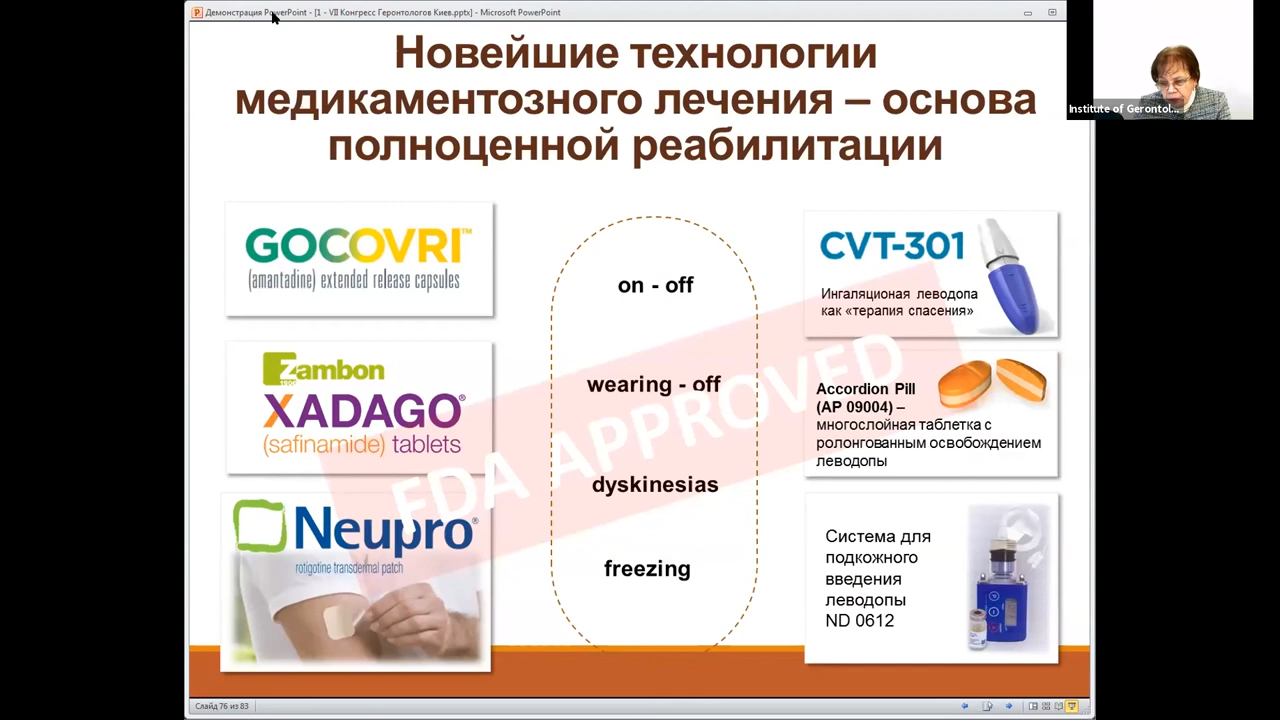 Демонстрация PowerPoint - [1 - VII Конгресс Геронтологов Киев.pptx] - Microsoft PowerPoint
Institute of Gerontol...
Новейшие технологии
медикаментозного лечения – основа
полноценной реабилитации
GOCOVRI™
(amantadine) extended release capsules
Zambon
XADAGO®
(safinamide) tablets
Neupro®
rotigotine transdermal patch
on - off
wearing - off
dyskinesias
freezing
FDA APPROVED
CVT-301
Ингаляционая леводопа
как «терапия спасения»
Accordion Pill
(AP 09004) –
многослойная таблетка с
ролонгованным освобождением
леводопы
Система для
подкожного
введения
леводопы
ND 0612
Слайд 76 из 83